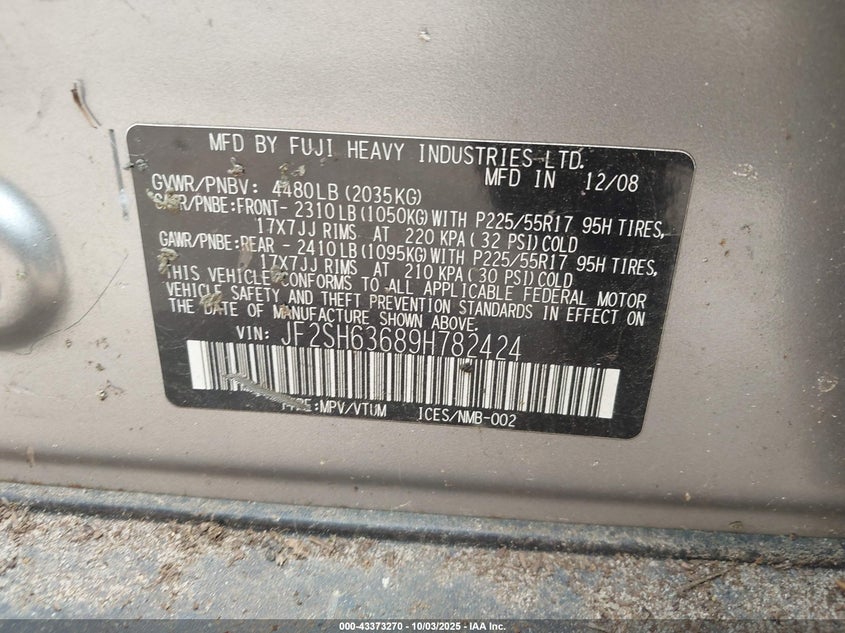 MFD BY FUJI HEAVY INDUSTRIES LTD.
MFD IN 12/08
GVWR/PNBV: 4480LB (2035KG)
GAWR/PNBE:FRONT- 2310LB (1050KG) WITH P225/55R17 95H TIRES,
17X7JJ RIMS AT 220 KPA (32 PSI) COLD
GAWR/PNBE:REAR - 2410LB (1095KG) WITH P225/55R17 95H TIRES,
17X7JJ RIMS AT 210 KPA (30 PSI) COLD
THIS VEHICLE CONFORMS TO ALL APPLICABLE FEDERAL MOTOR
VEHICLE SAFETY AND THEFT PREVENTION STANDARDS IN EFFECT ON
THE DATE OF MANUFACTURE SHOWN ABOVE.
VIN: JF2SH63689H782424
TYPE:MPV/VTUM ICES/NMB-002
000-43373270 - 10/03/2025 - IAA Inc.